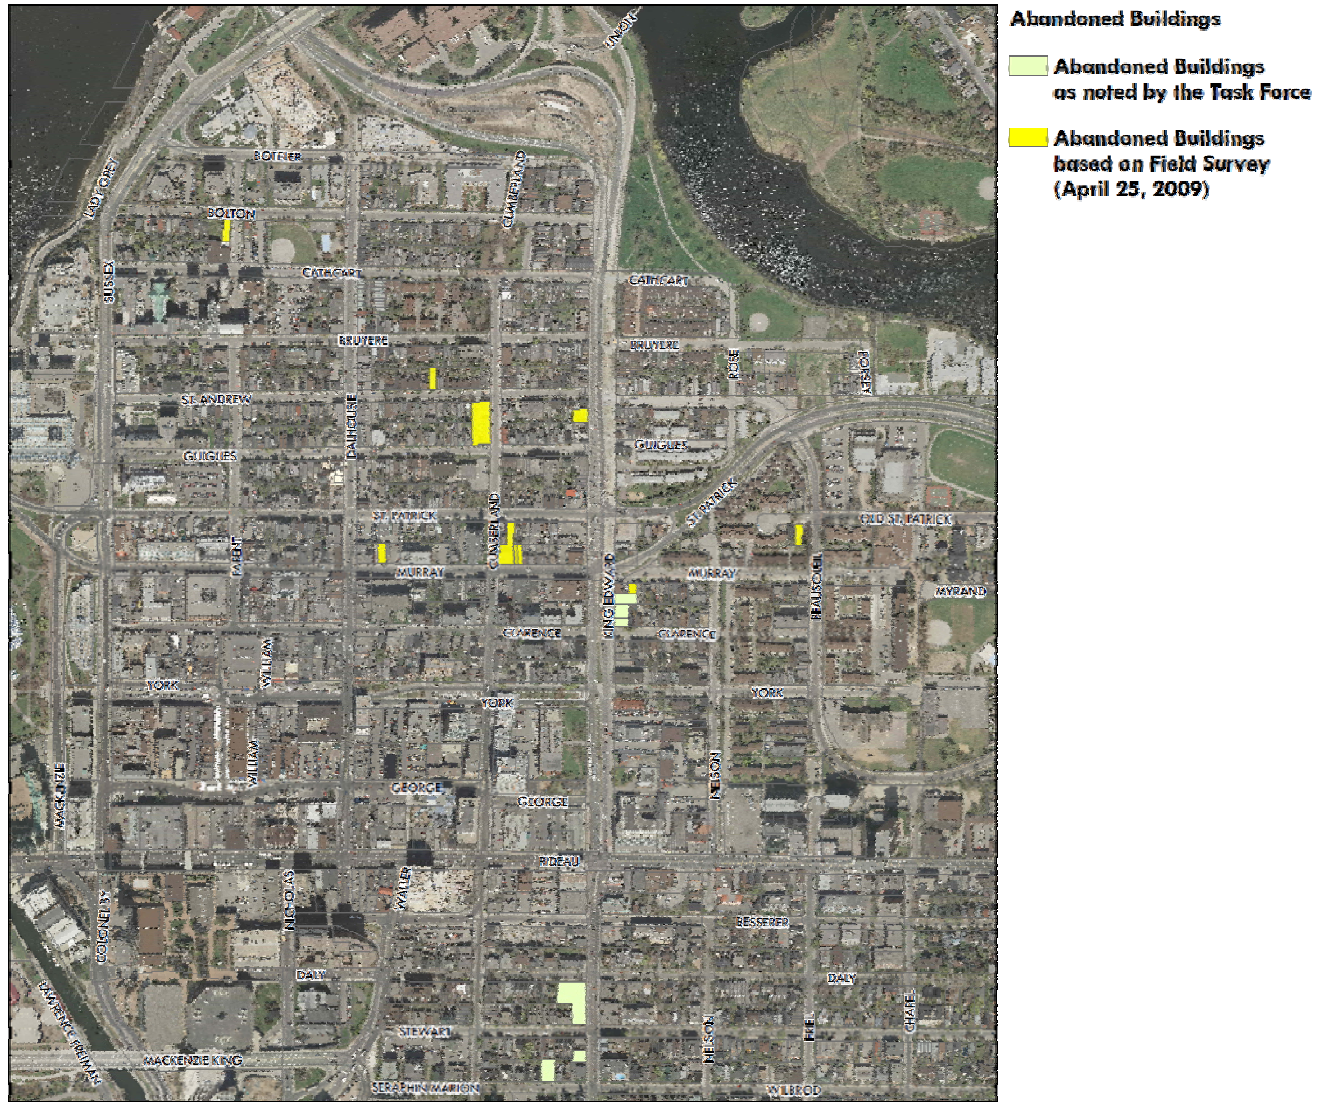 Abandoned Buildings
Abandoned Buildings
as noted by the Task Force
Abandoned Buildings
based on Field Survey
(April 25, 2009)
UNION
BOTELER
LADY GREY
CUMBERLAND
BOLTON
SUSSEX
CATHCART
CATHCART
BRUYERE
BRUYERE
ROSE
ST. ANDREW
DALHOUSIE
GUIGUES
GUIGUES
ST. PATRICK
ST. PATRICK
CUMBERLAND
OLD ST. PATRICK
PARENT
MURRAY
MURRAY
KING EDWARD
BEAUSOLEIL
MYRAND
CLARENCE
CLARENCE
WILLIAM
YORK
YORK
YORK
WILLIAM
NELSON
MACKENZIE
GEORGE
GEORGE
RIDEAU
WALLER
NICHOLAS
COLONEL BY
BESSERER
DALY
DALY
LAWRENCE FREIMAN
STEWART
NELSON
FRIEL
CHAPEL
MACKENZIE KING
SERAPHIN MARION
WILBROD